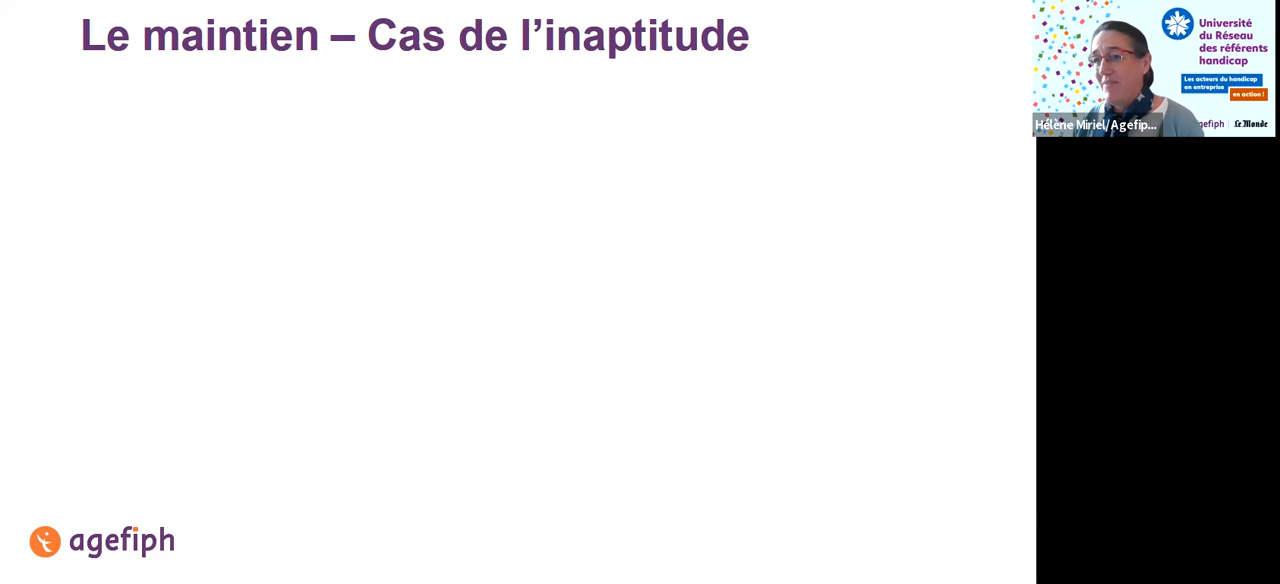 Le maintien – Cas de l’inaptitude
Université
du Réseau
des référents
handicap
Les acteurs du handicap
en entreprise
en action !
Hélène Miriel/Agefip...
gefiph
Le Monde
agefiph